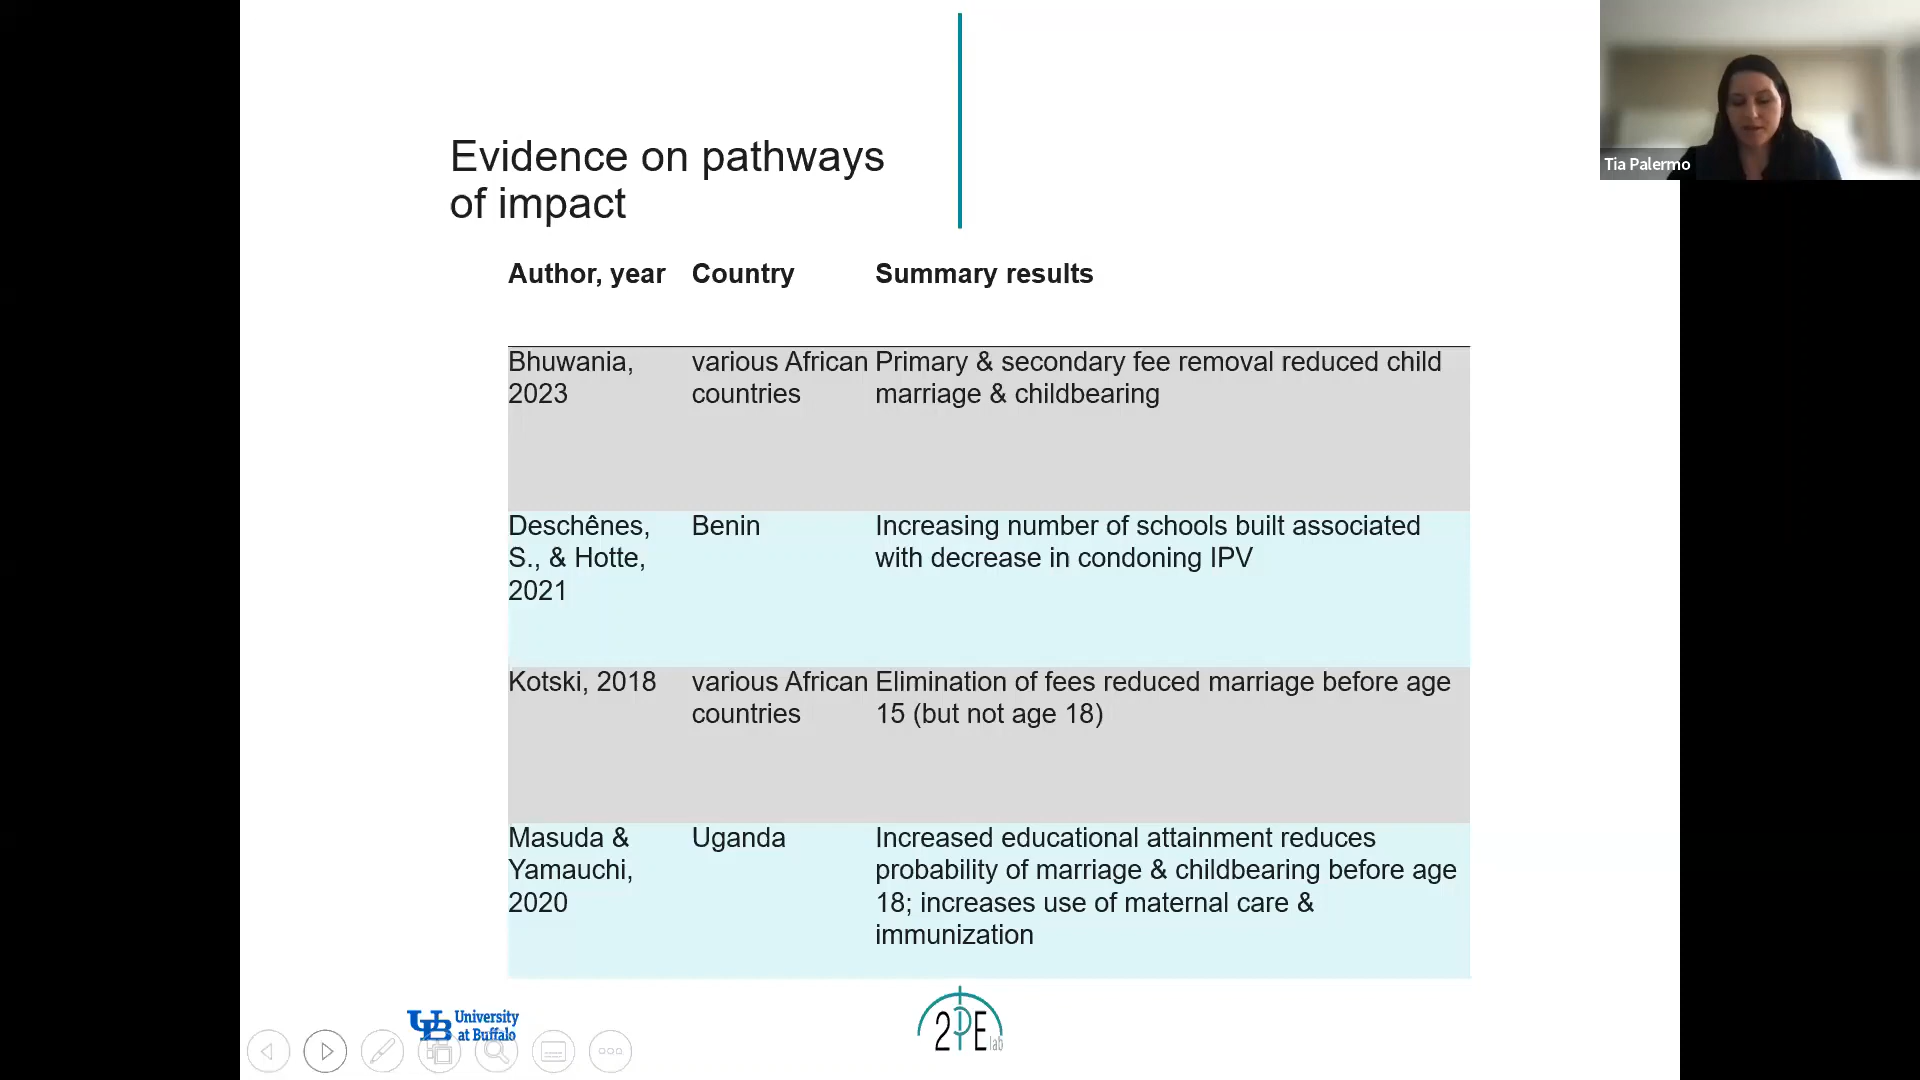 Tia Palermo
Evidence on pathways
of impact
Author, year Country Summary results
Bhuwania, various African Primary & secondary fee removal reduced child
2023 countries marriage & childbearing
Deschênes, Benin Increasing number of schools built associated
S., & Hotte, with decrease in condoning IPV
2021
Kotski, 2018 various African Elimination of fees reduced marriage before age
countries 15 (but not age 18)
Masuda & Uganda Increased educational attainment reduces
Yamauchi, probability of marriage & childbearing before age
2020 18; increases use of maternal care &
immunization
UB University
at Buffalo
2PE lab